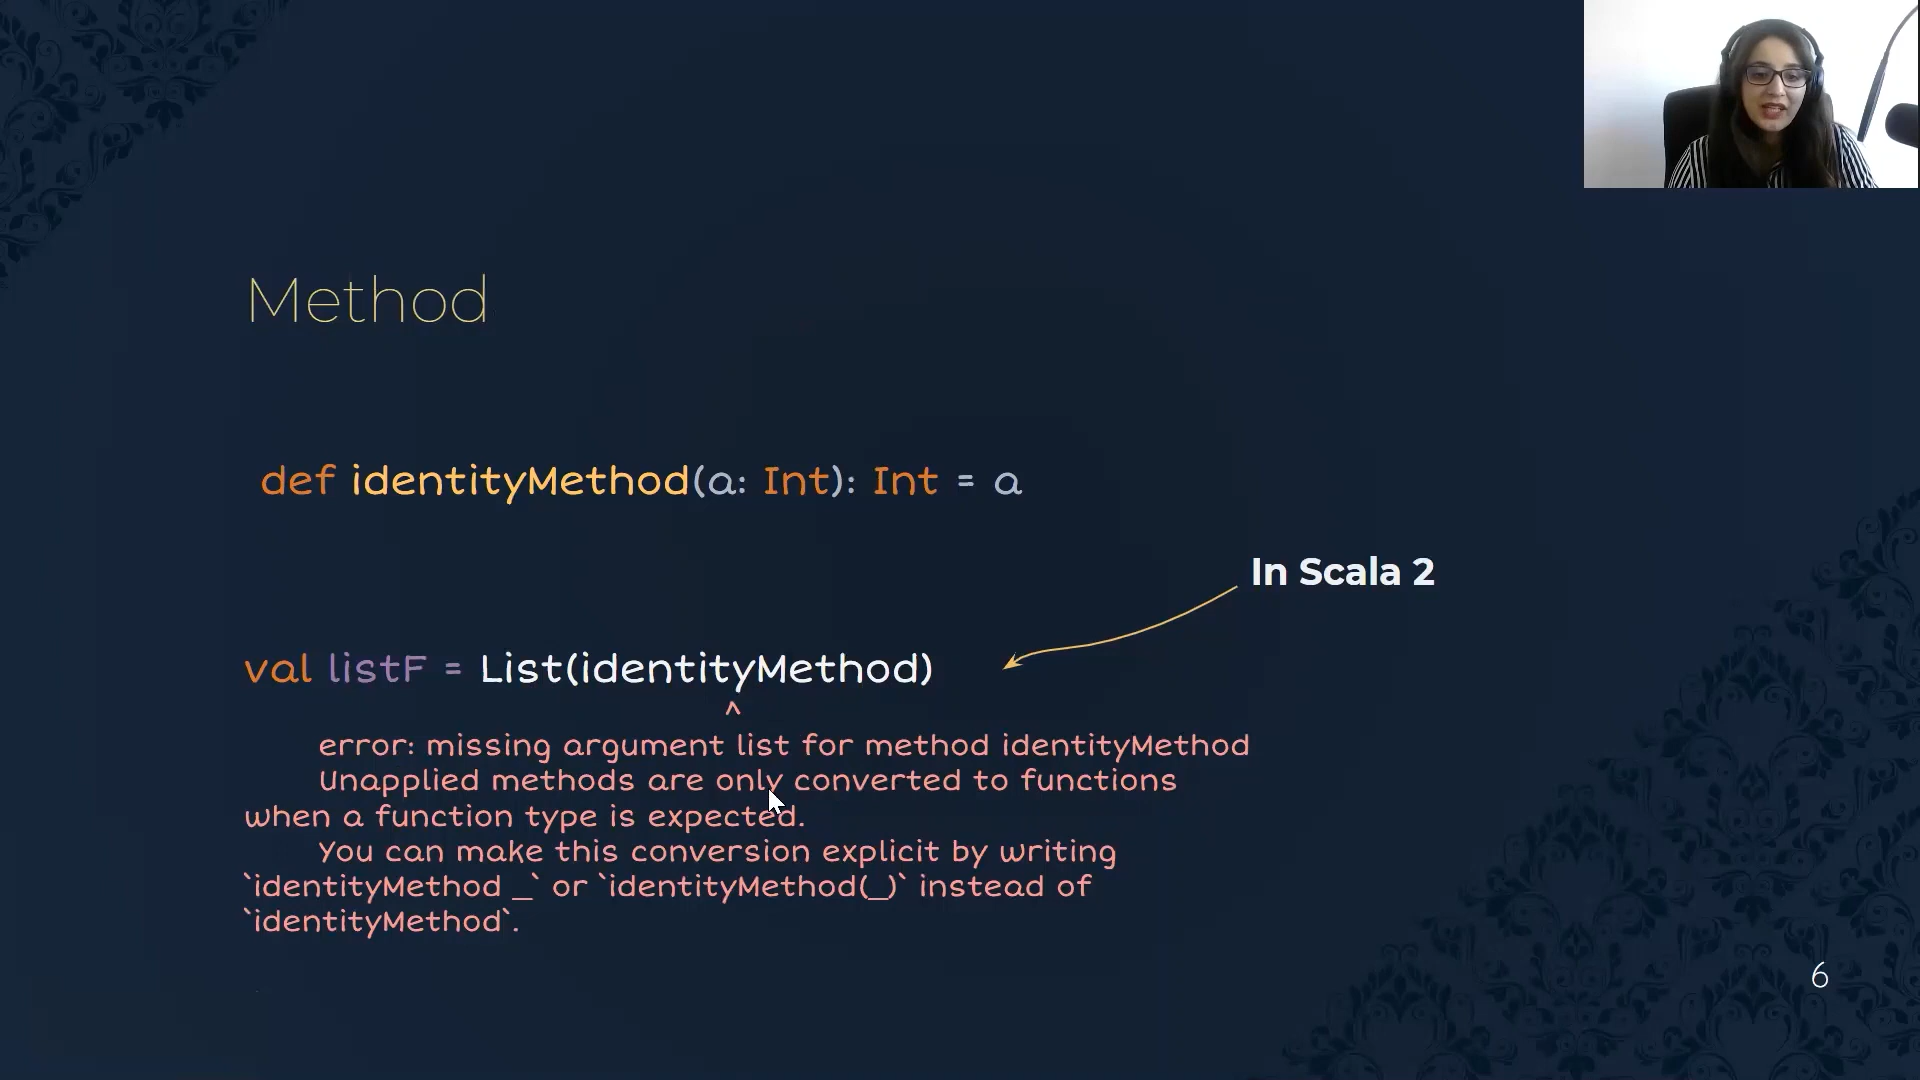 Method
def identityMethod(a: Int): Int = a
In Scala 2
val listF = List(identityMethod)
^
error: missing argument list for method identityMethod
Unapplied methods are only converted to functions
when a function type is expected.
You can make this conversion explicit by writing
`identityMethod _` or `identityMethod(_)` instead of
`identityMethod`.
6